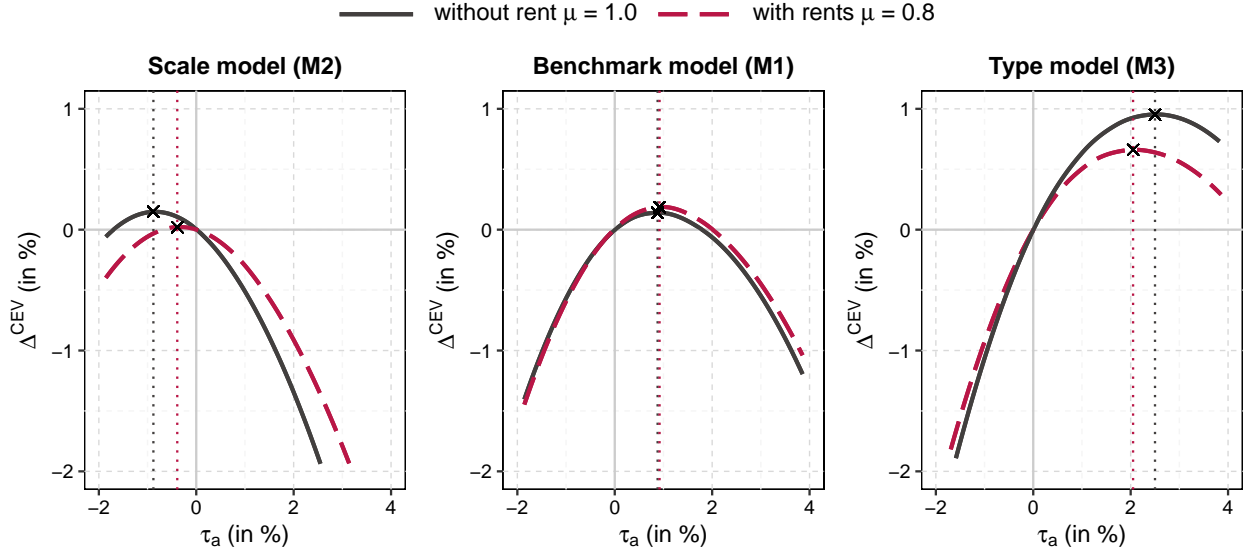 without rent μ = 1.0 with rents μ = 0.8
Scale model (M2)
Benchmark model (M1)
Type model (M3)
1
0
−1
−2
−2 0 2 4
τa (in %)
Δ^CEV (in %)
1
0
−1
−2
−2 0 2 4
τa (in %)
Δ^CEV (in %)
1
0
−1
−2
−2 0 2 4
τa (in %)
Δ^CEV (in %)